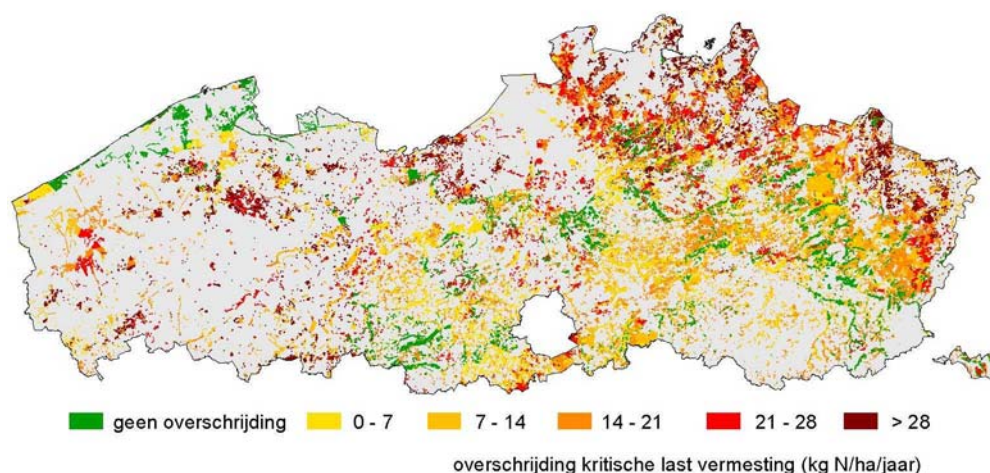 geen overschrijding 0 - 7 7 - 14 14 - 21 21 - 28 > 28
overschrijding kritische last vermesting (kg N/ha/jaar)